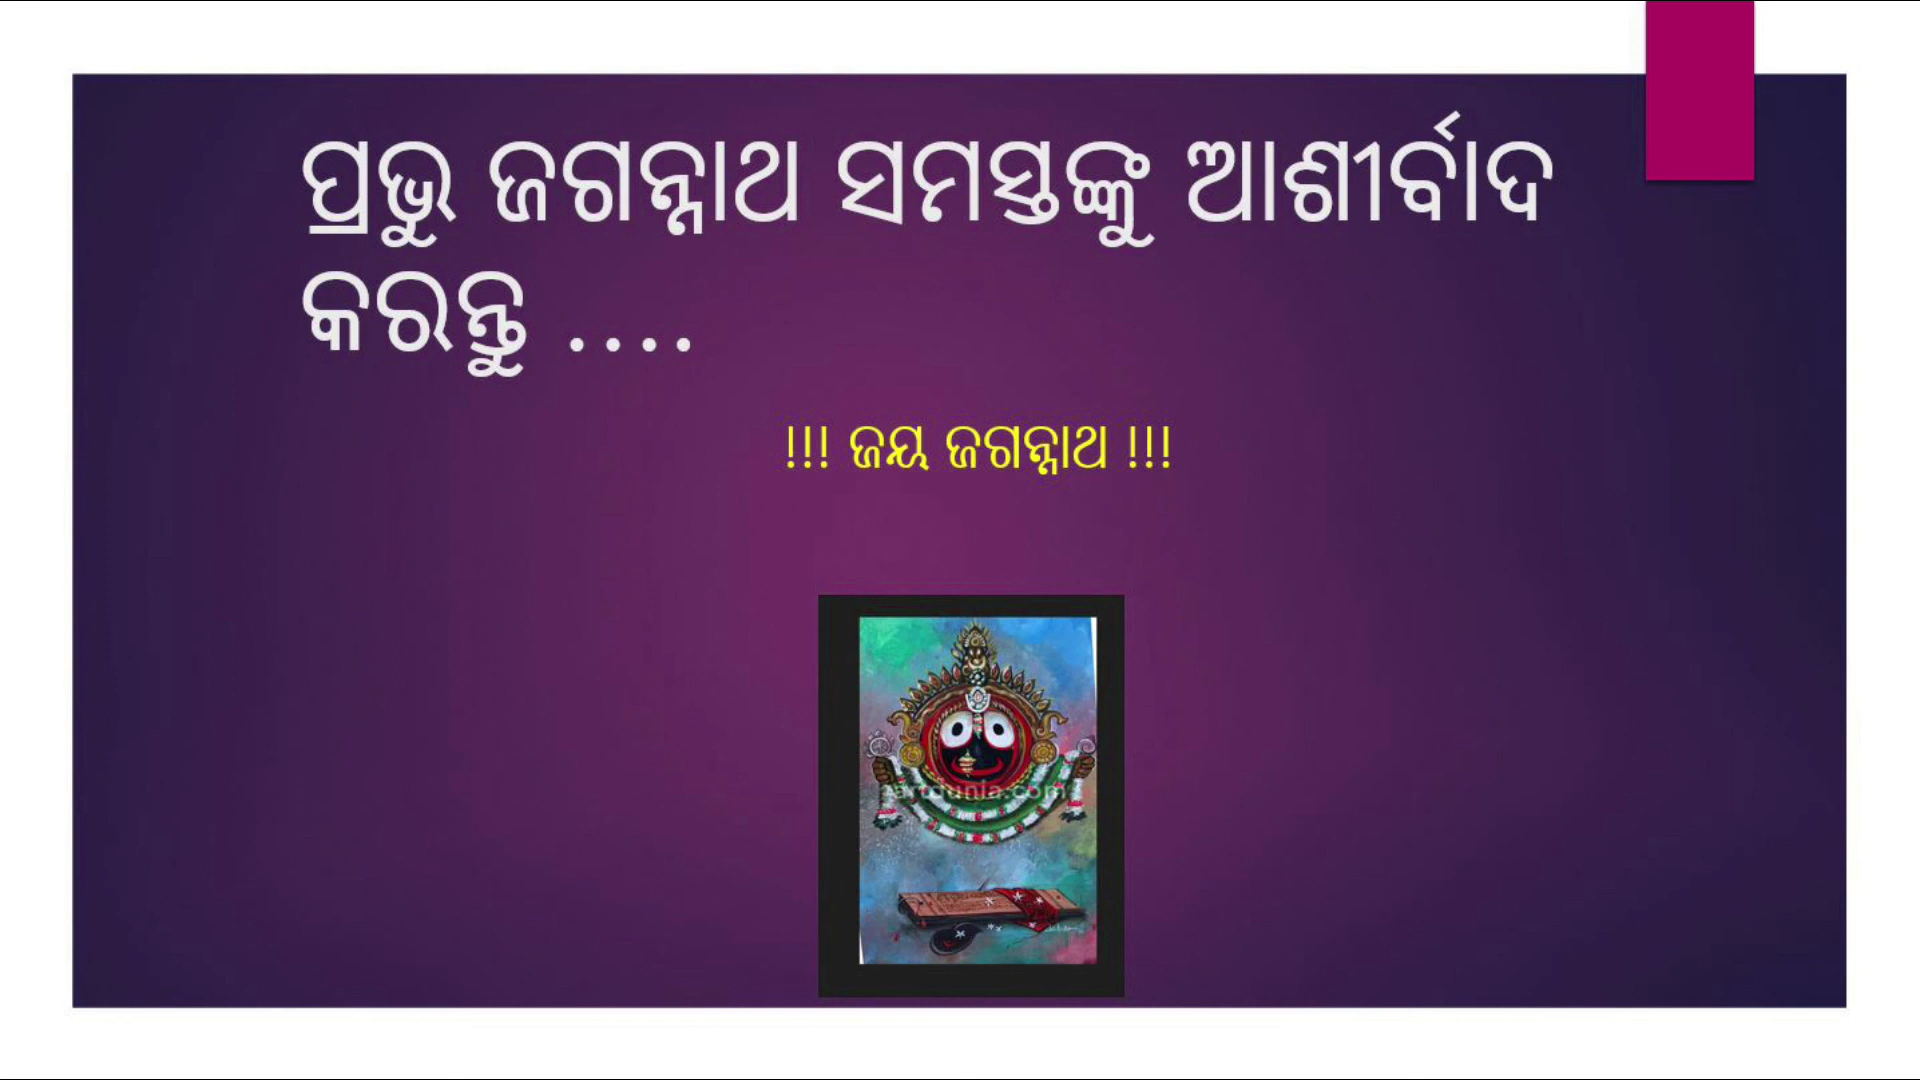 ପ୍ରଭୁ ଜଗନ୍ନାଥ ସମସ୍ତଙ୍କୁ ଆଶୀର୍ବାଦ
କରନ୍ତୁ ....
!!! ଜୟ ଜଗନ୍ନାଥ !!!